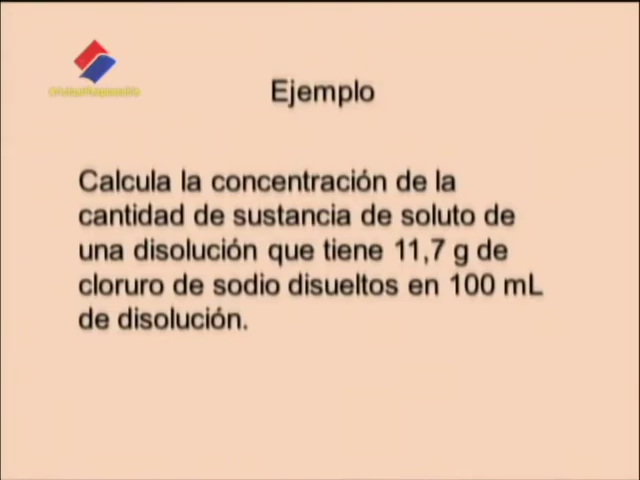 Ejemplo
Calcula la concentración de la
cantidad de sustancia de soluto de
una disolución que tiene 11,7 g de
cloruro de sodio disueltos en 100 mL
de disolución.